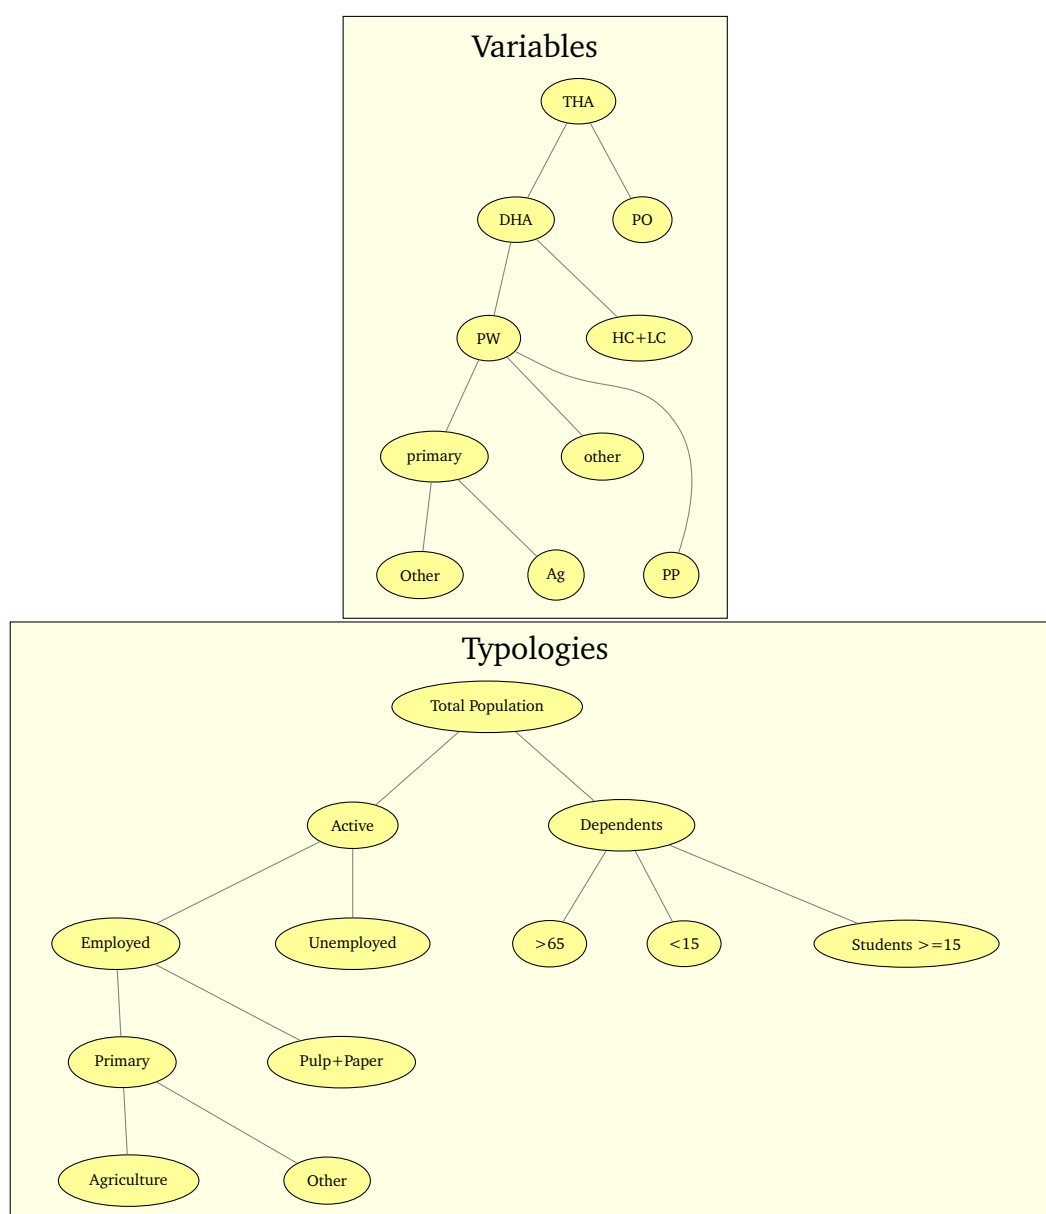 Variables
THA
DHA
PO
PW
HC+LC
primary
other
Other
Ag
PP
Typologies
Total Population
Active
Dependents
Employed
Unemployed
>65
<15
Students >=15
Primary
Pulp+Paper
Agriculture
Other